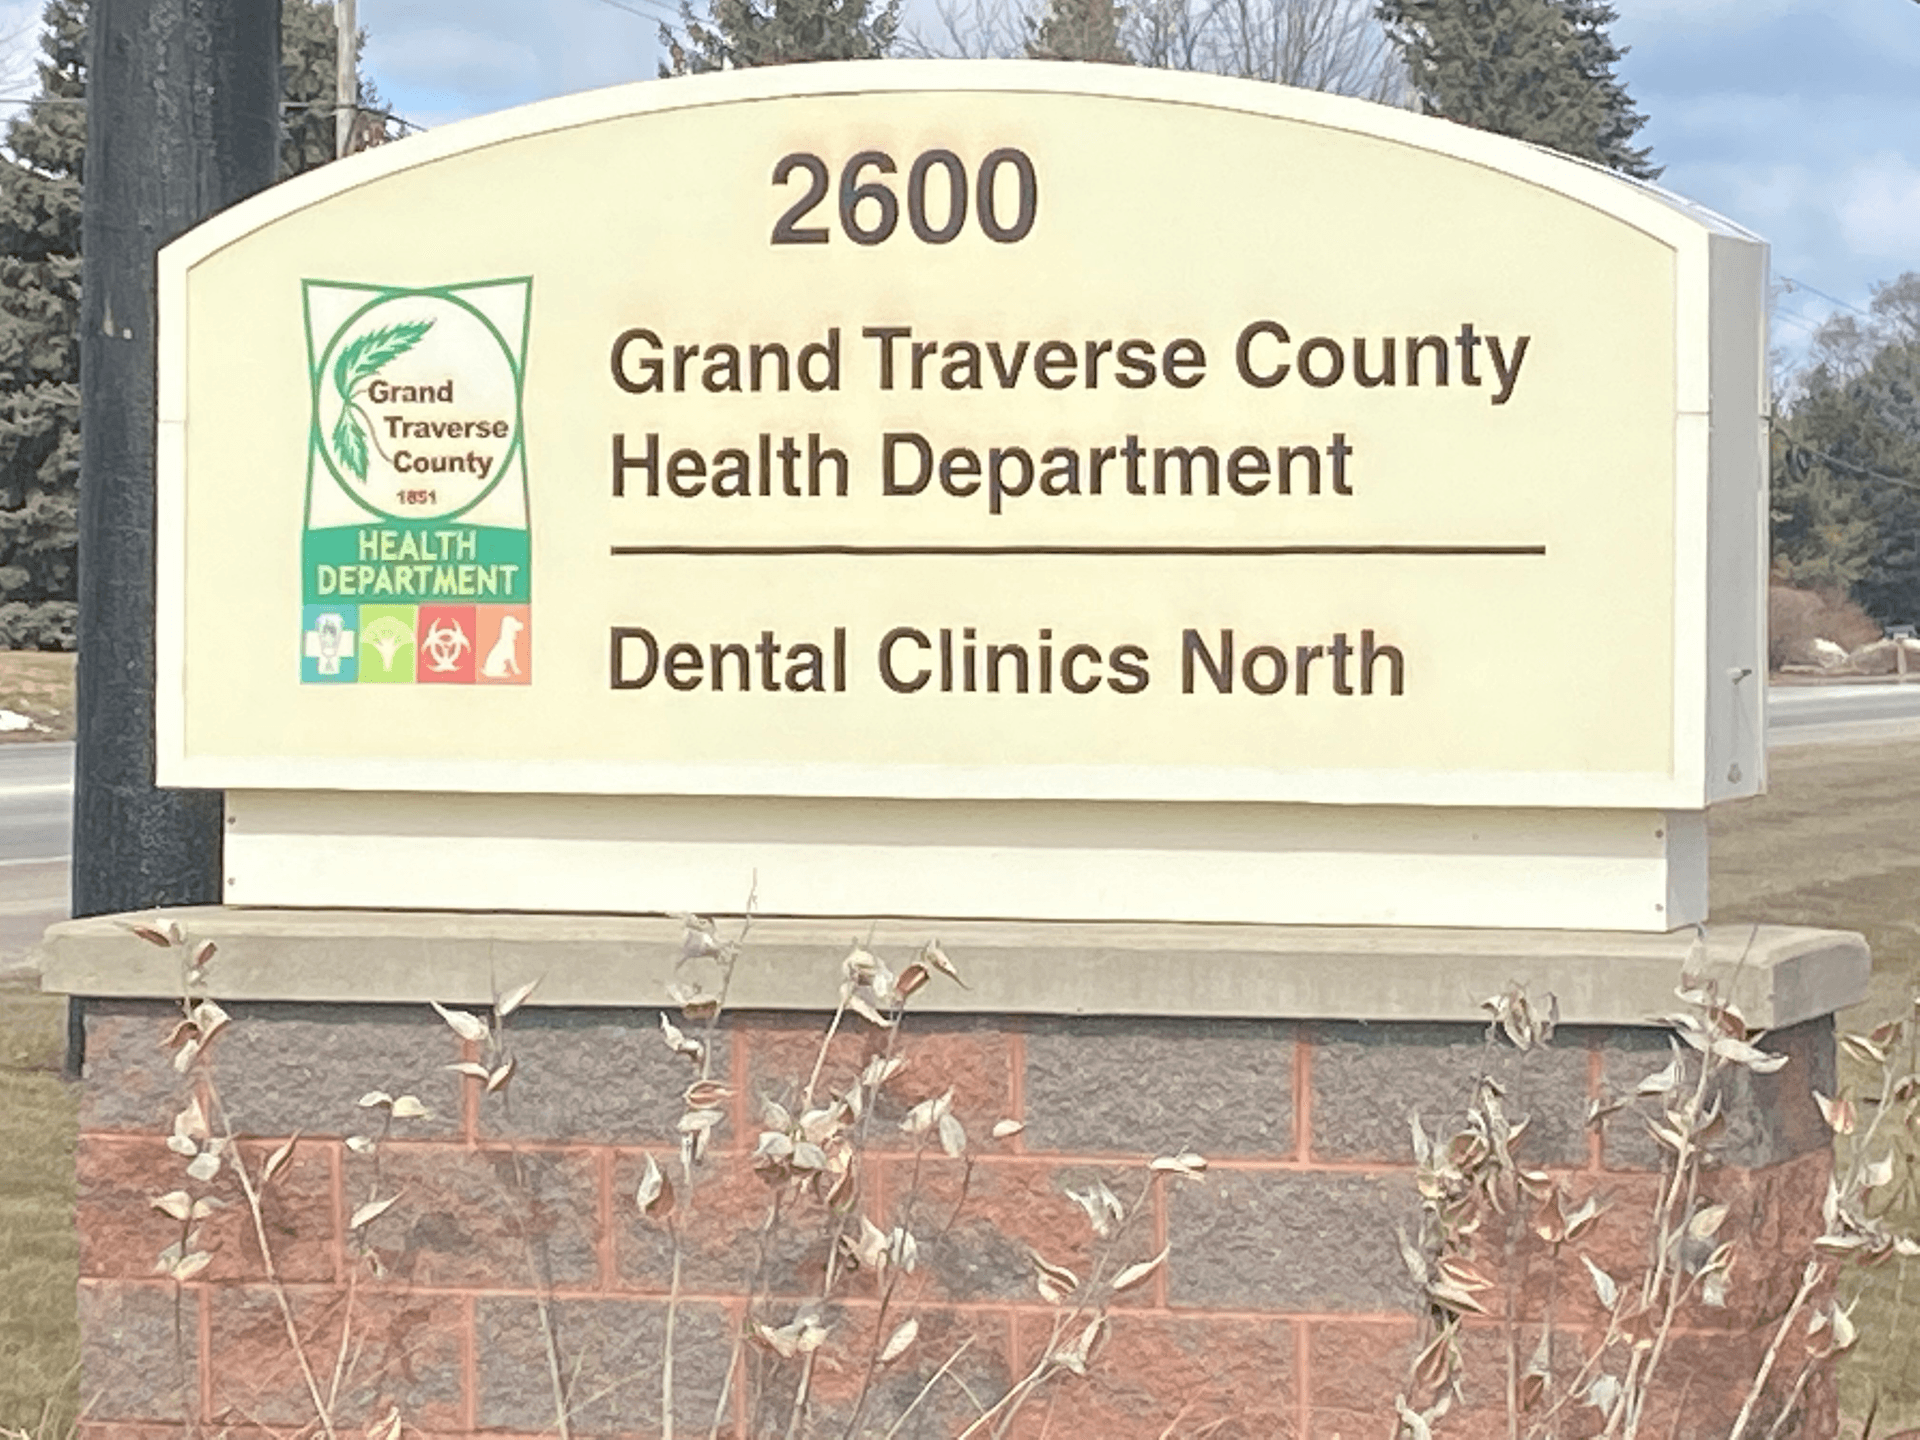 2600
Grand
Traverse
County
1851
HEALTH
DEPARTMENT
Grand Traverse County
Health Department
Dental Clinics North